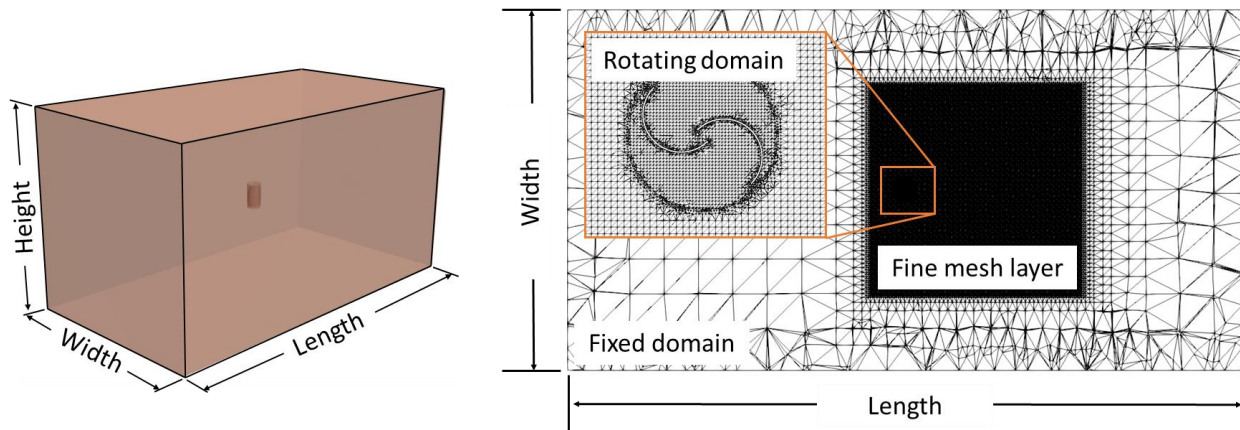 Height
Width
Length
Width
Rotating domain
Fine mesh layer
Fixed domain
Length